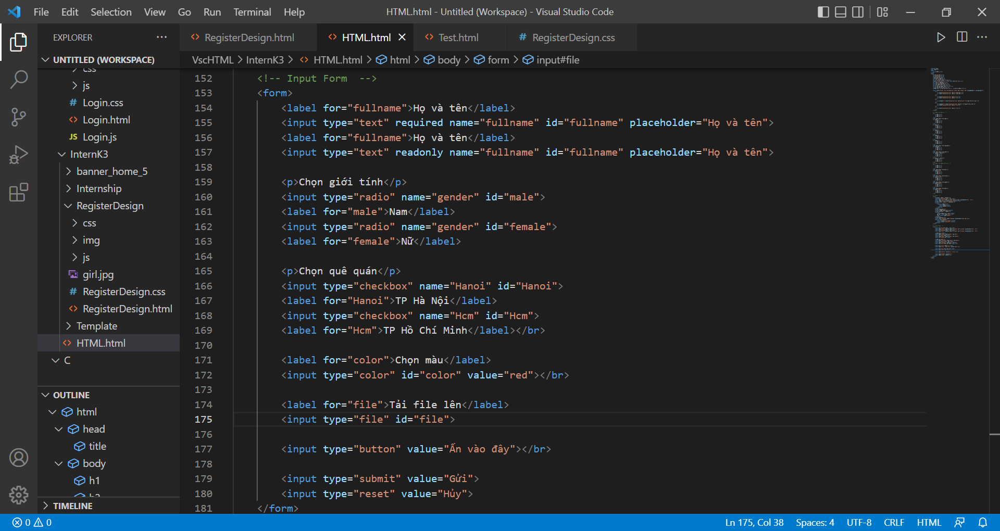 File Edit Selection View Go Run Terminal Help HTML.html - Untitled (Workspace) - Visual Studio Code
EXPLORER
RegisterDesign.html HTML.html Test.html # RegisterDesign.css
UNTITLED (WORKSPACE)
css
js
# Login.css
<> Login.html
JS Login.js
InternK3
banner_home_5
Internship
RegisterDesign
css
img
js
girl.jpg
# RegisterDesign.css
<> RegisterDesign.html
Template
<> HTML.html
C
OUTLINE
html
head
title
body
h1
h2
TIMELINE
VscHTML > InternK3 > <> HTML.html > html > body > form > input#file
152 <!-- Input Form  -->
153 <form>
154 <label for="fullname">Họ và tên</label>
155 <input type="text" required name="fullname" id="fullname" placeholder="Họ và tên">
156 <label for="fullname">Họ và tên</label>
157 <input type="text" readonly name="fullname" id="fullname" placeholder="Họ và tên">
158
159 <p>Chọn giới tính</p>
160 <input type="radio" name="gender" id="male">
161 <label for="male">Nam</label>
162 <input type="radio" name="gender" id="female">
163 <label for="female">Nữ</label>
164
165 <p>Chọn quê quán</p>
166 <input type="checkbox" name="Hanoi" id="Hanoi">
167 <label for="Hanoi">TP Hà Nội</label>
168 <input type="checkbox" name="Hcm" id="Hcm">
169 <label for="Hcm">TP Hồ Chí Minh</label></br>
170
171 <label for="color">Chọn màu</label>
172 <input type="color" id="color" value="red"></br>
173
174 <label for="file">Tải file lên</label>
175 <input type="file" id="file">
176
177 <input type="button" value="Ấn vào đây"></br>
178
179 <input type="submit" value="Gửi">
180 <input type="reset" value="Hủy">
181 </form>
0 0 Ln 175, Col 38 Spaces: 4 UTF-8 CRLF HTML